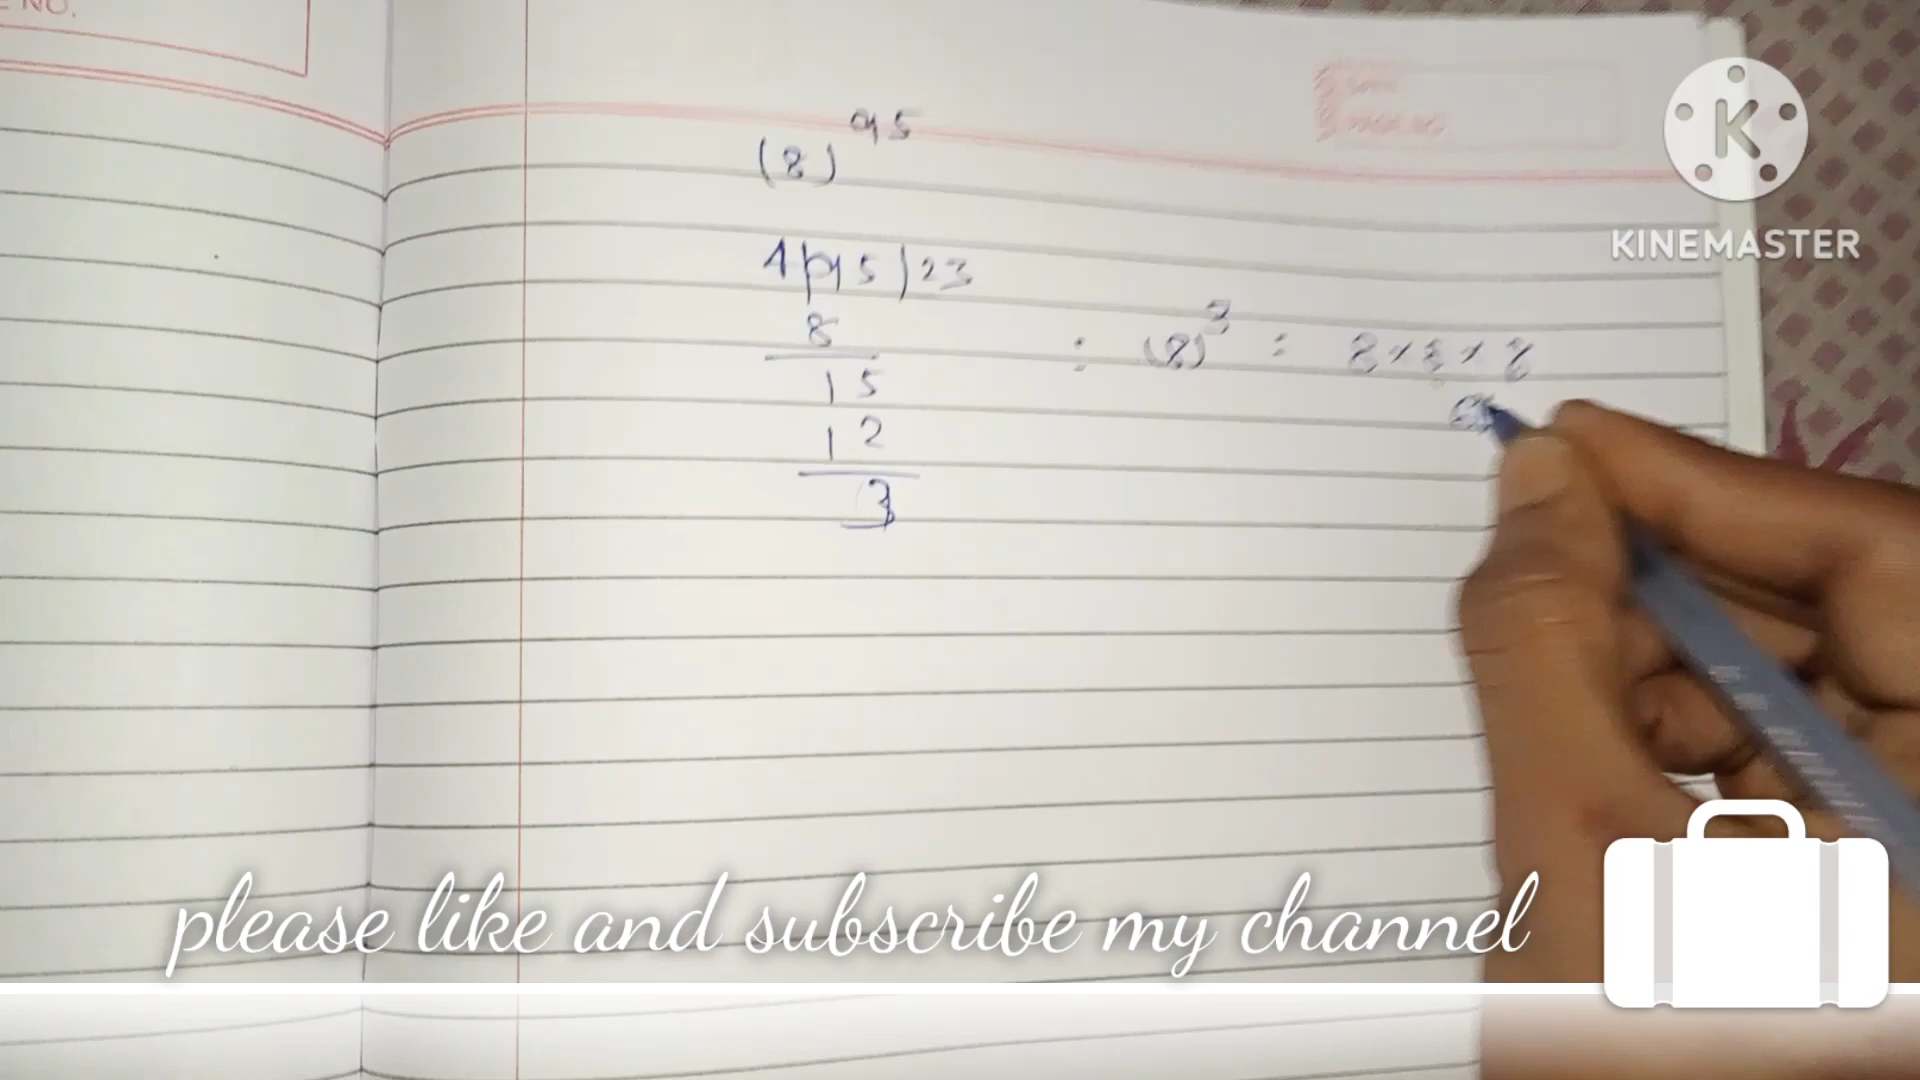 E NO.
(8)^95
KINEMASTER
4)95)23
8
: (8)^3 : 8×8×8
15
12
3
please like and subscribe my channel